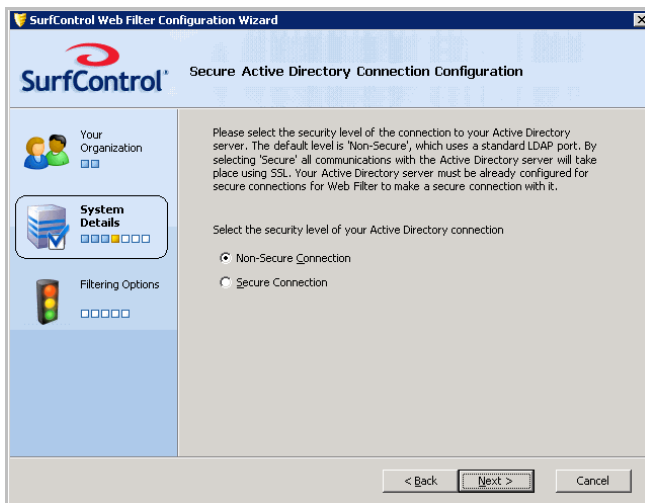 SurfControl Web Filter Configuration Wizard
SurfControl
Secure Active Directory Connection Configuration
Your
Organization
System
Details
Filtering Options
Please select the security level of the connection to your Active Directory
server. The default level is 'Non-Secure', which uses a standard LDAP port. By
selecting 'Secure' all communications with the Active Directory server will take
place using SSL. Your Active Directory server must be already configured for
secure connections for Web Filter to make a secure connection with it.
Select the security level of your Active Directory connection
Non-Secure Connection
Secure Connection
< Back
Next >
Cancel